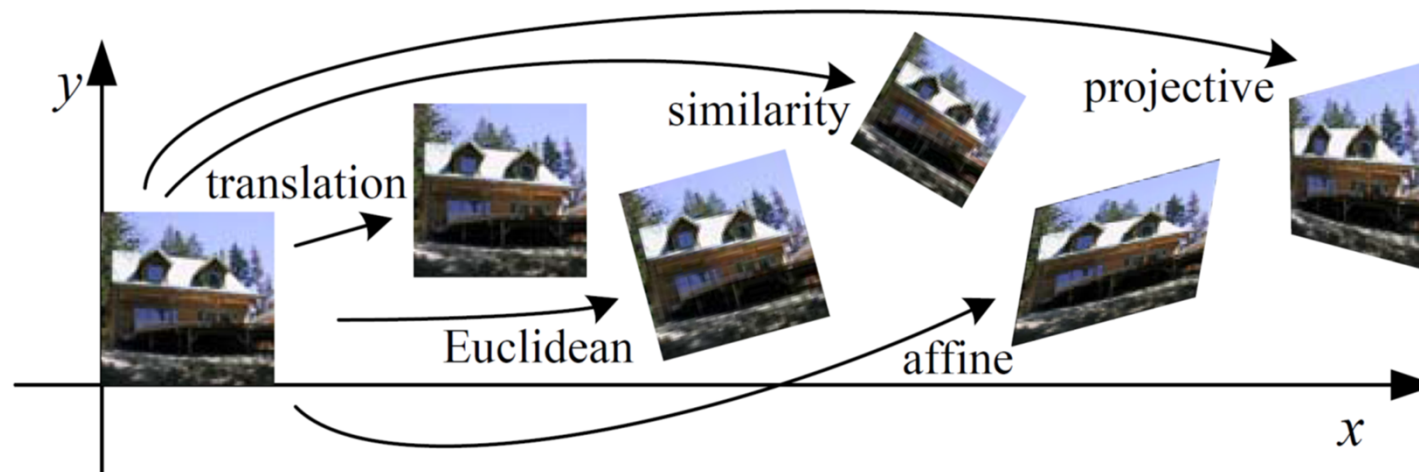 y
similarity
projective
translation
Euclidean
affine
x